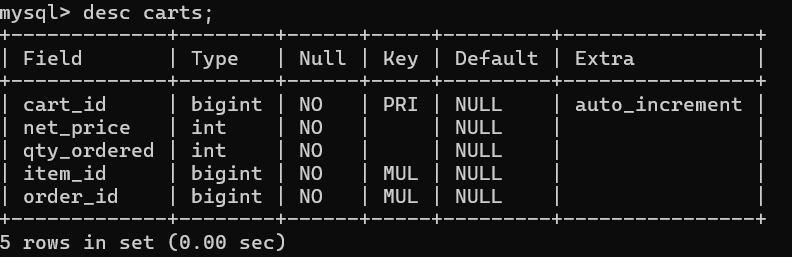 mysql> desc carts;
+-------------+--------+------+-----+---------+----------------+
| Field       | Type   | Null | Key | Default | Extra          |
+-------------+--------+------+-----+---------+----------------+
| cart_id     | bigint | NO   | PRI | NULL    | auto_increment |
| net_price   | int    | NO   |     | NULL    |                |
| qty_ordered | int    | NO   |     | NULL    |                |
| item_id     | bigint | NO   | MUL | NULL    |                |
| order_id    | bigint | NO   | MUL | NULL    |                |
+-------------+--------+------+-----+---------+----------------+
5 rows in set (0.00 sec)